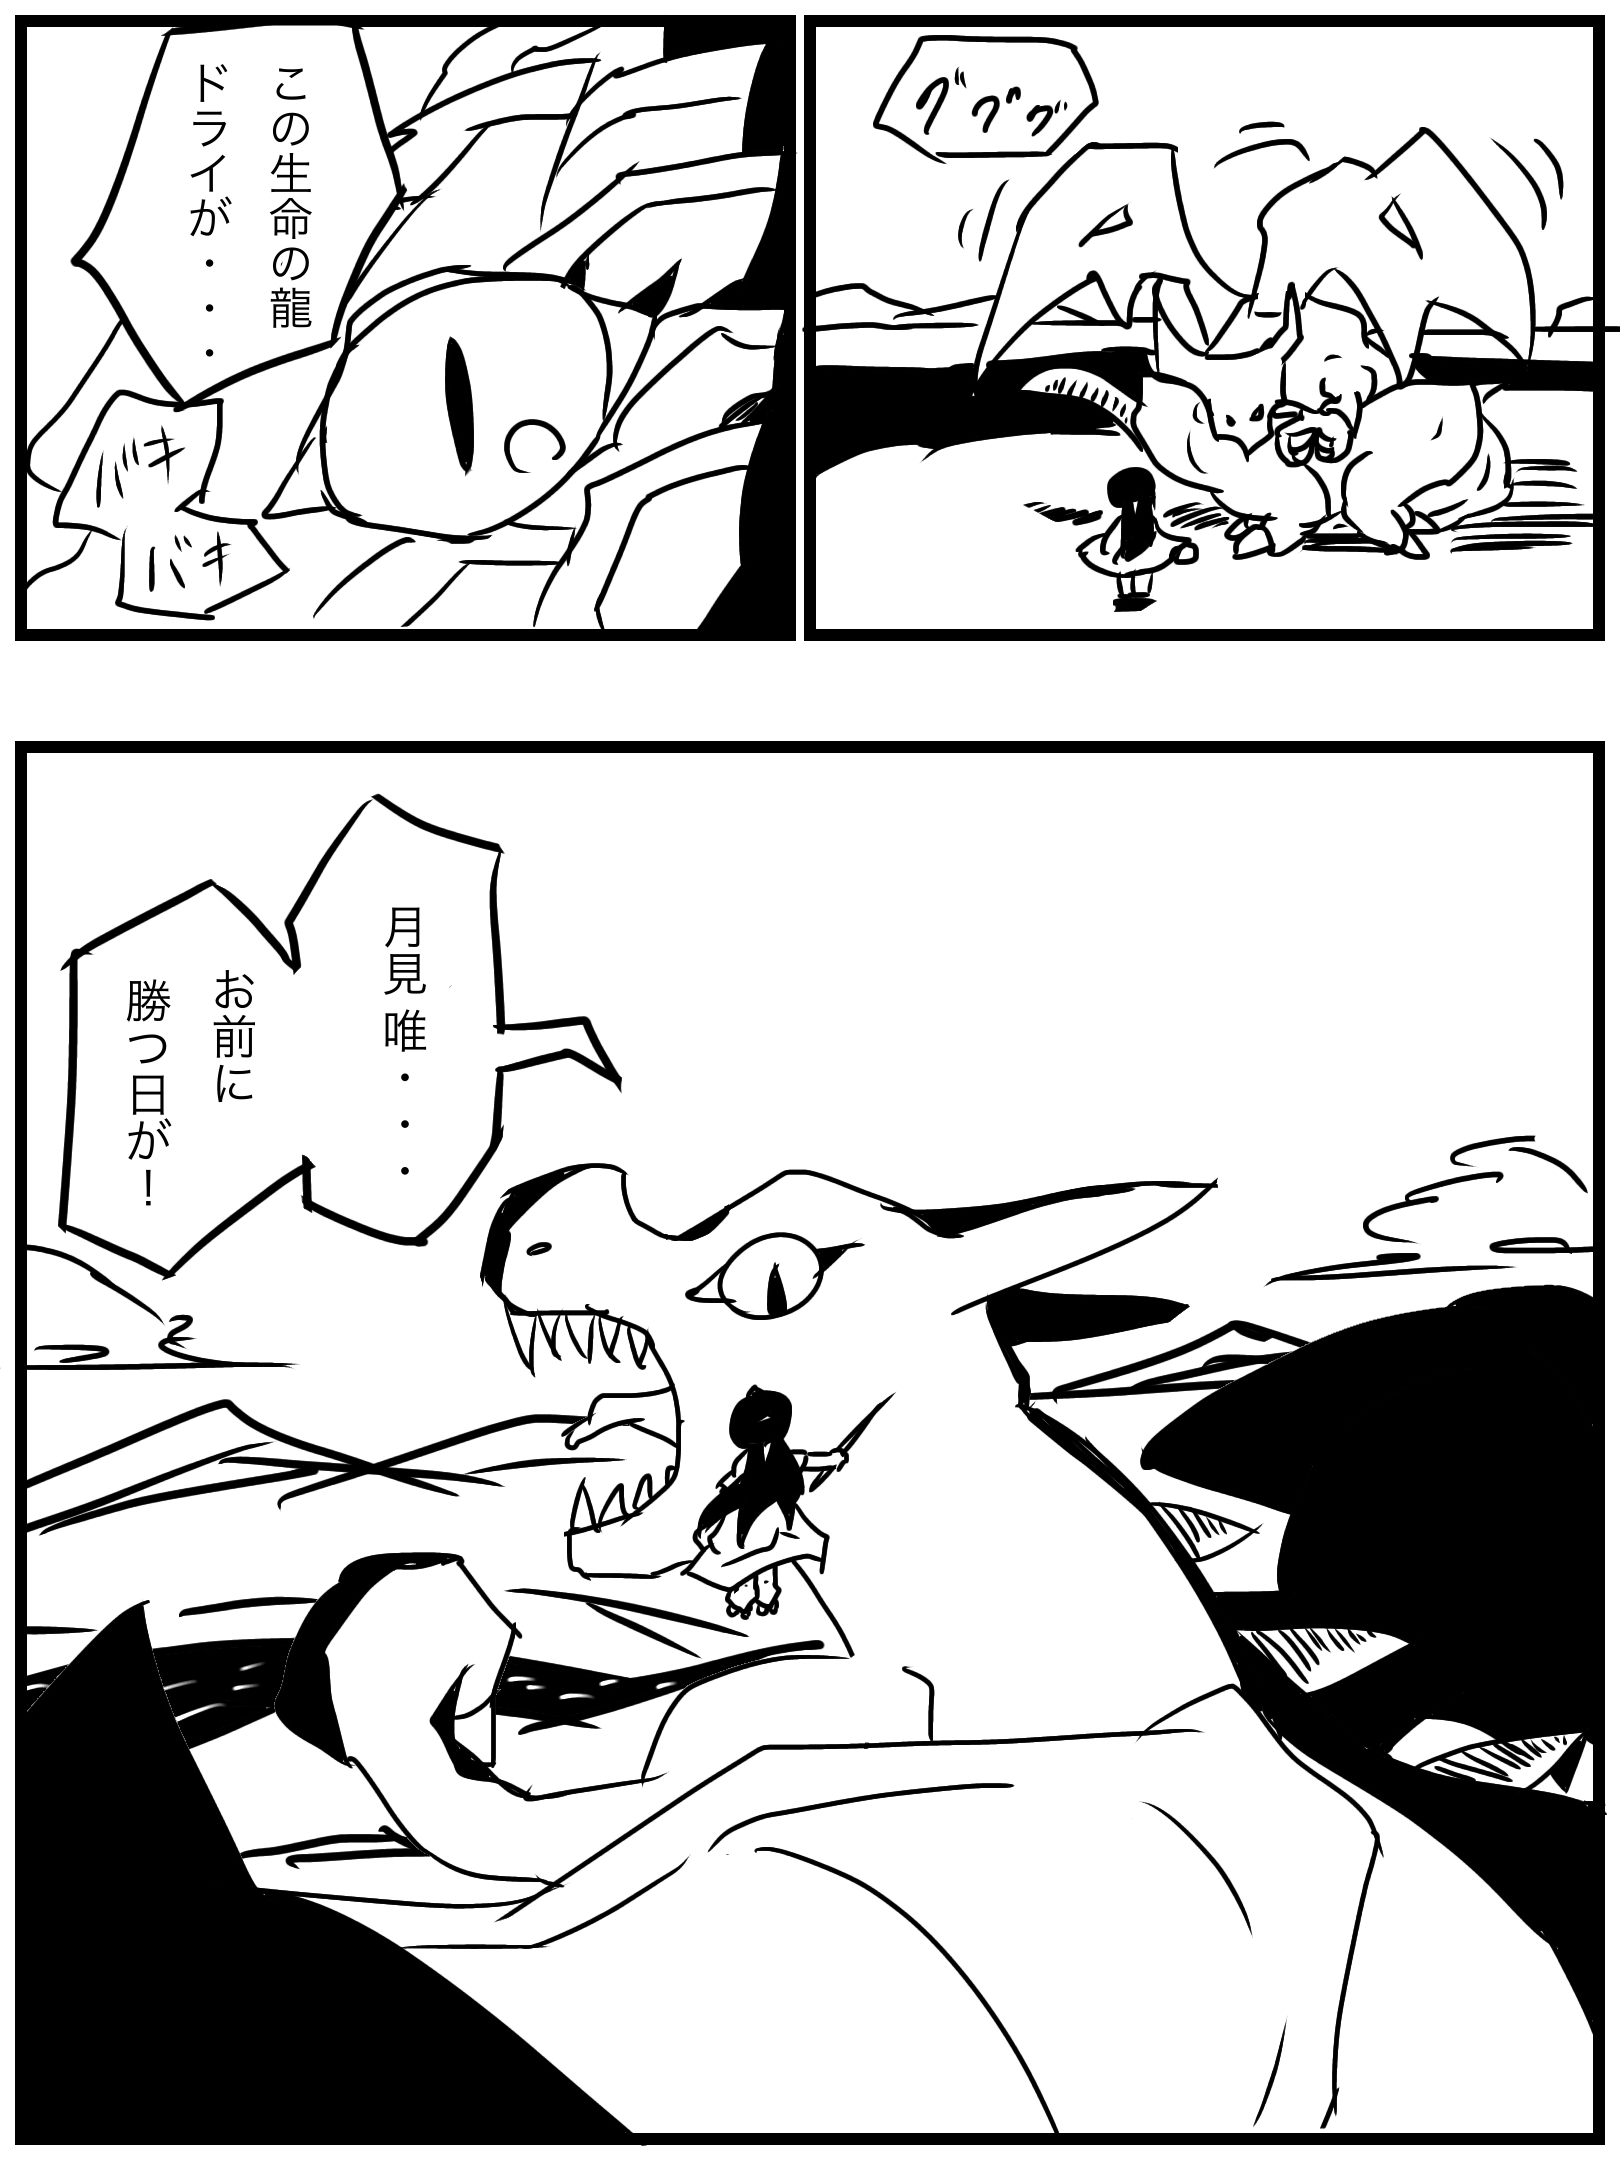 グググ
この生命の龍
ドライが・・・
バキ
バキ
月見唯・・・
お前に
勝つ日が！